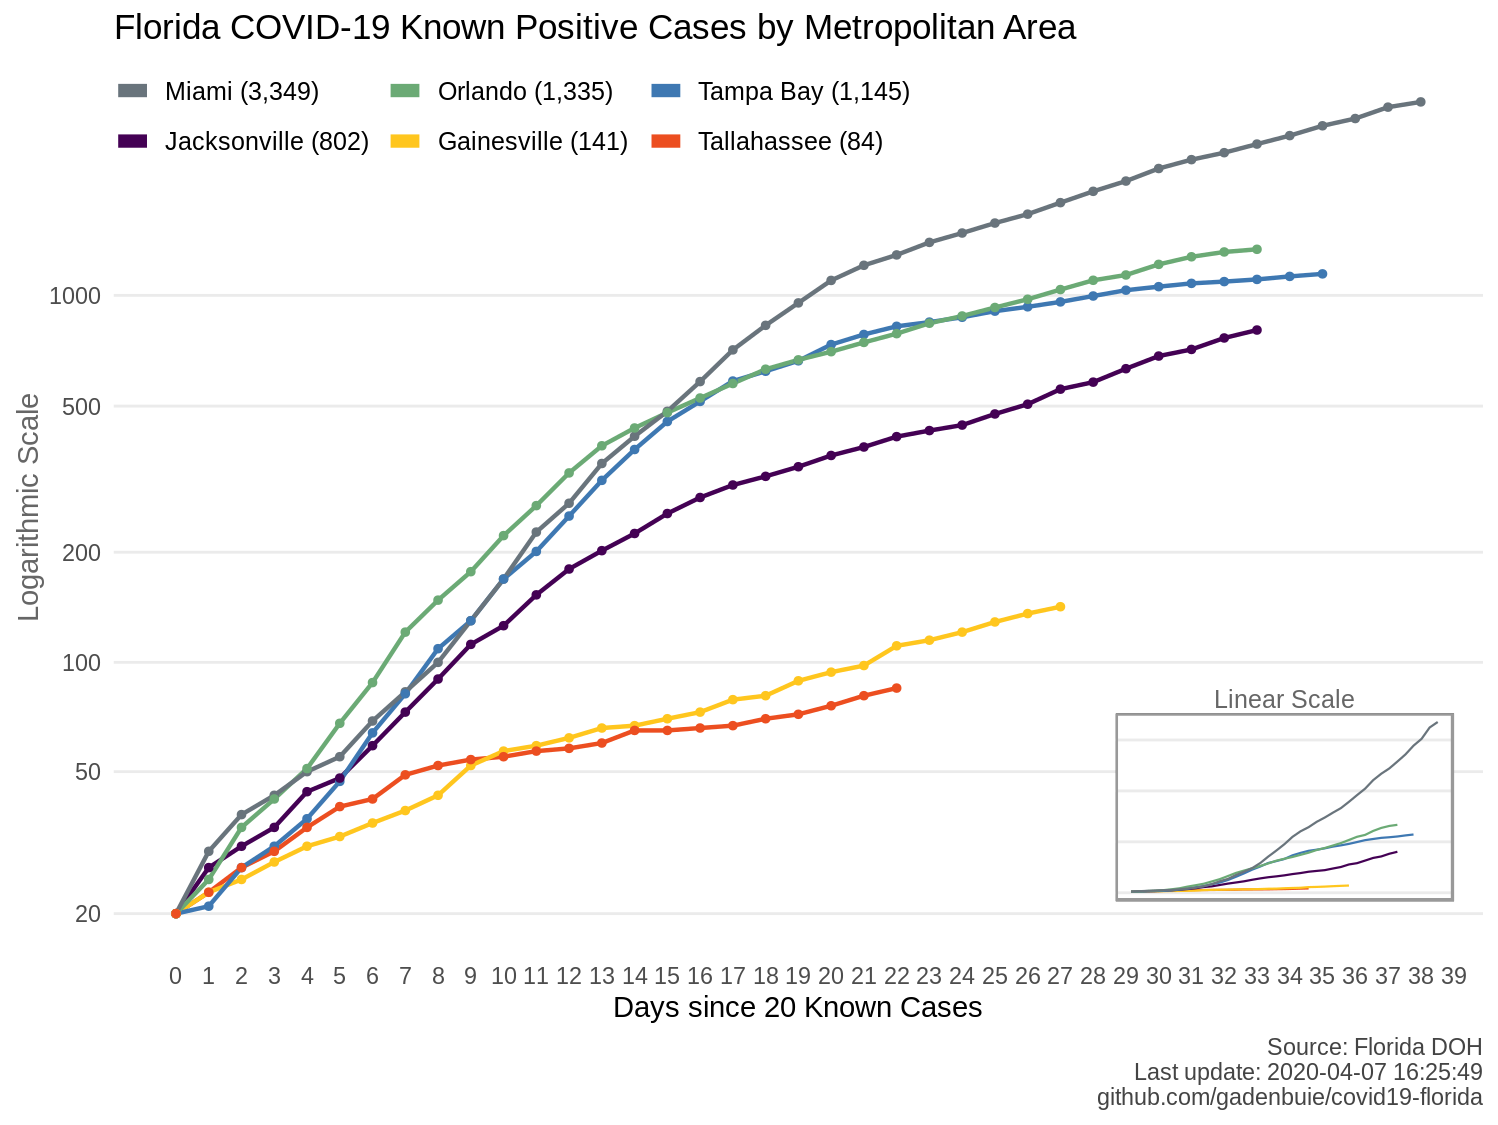 Florida COVID-19 Known Positive Cases by Metropolitan Area
Miami (3,349) Orlando (1,335) Tampa Bay (1,145)
Jacksonville (802) Gainesville (141) Tallahassee (84)
Logarithmic Scale
1000
500
200
100
50
20
Linear Scale
0 1 2 3 4 5 6 7 8 9 10 11 12 13 14 15 16 17 18 19 20 21 22 23 24 25 26 27 28 29 30 31 32 33 34 35 36 37 38 39
Days since 20 Known Cases
Source: Florida DOH
Last update: 2020-04-07 16:25:49
github.com/gadenbuie/covid19-florida